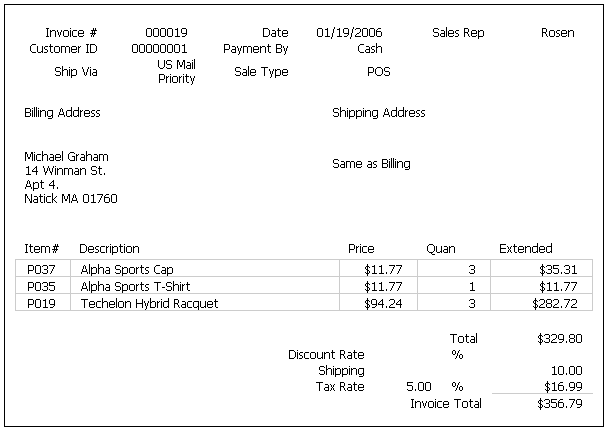 Invoice # 000019 Date 01/19/2006 Sales Rep Rosen
Customer ID 00000001 Payment By Cash
Ship Via US Mail Priority Sale Type POS
Billing Address Shipping Address
Michael Graham
14 Winman St.
Apt 4.
Natick MA 01760
Same as Billing
Item# Description Price Quan Extended
P037 Alpha Sports Cap $11.77 3 $35.31
P035 Alpha Sports T-Shirt $11.77 1 $11.77
P019 Techelon Hybrid Racquet $94.24 3 $282.72
Total $329.80
Discount Rate %
Shipping 10.00
Tax Rate 5.00 % $16.99
Invoice Total $356.79